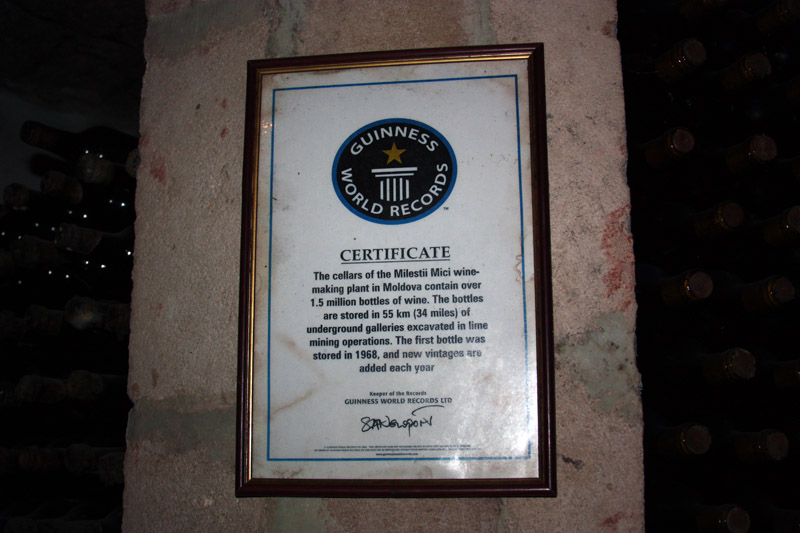 GUINNESS
WORLD RECORDS
TM
CERTIFICATE
The cellars of the Milestii Mici wine-
making plant in Moldova contain over
1.5 million bottles of wine. The bottles
are stored in 55 km (34 miles) of
underground galleries excavated in lime
mining operations. The first bottle was
stored in 1968, and new vintages are
added each year
Keeper of the Records
GUINNESS WORLD RECORDS LTD